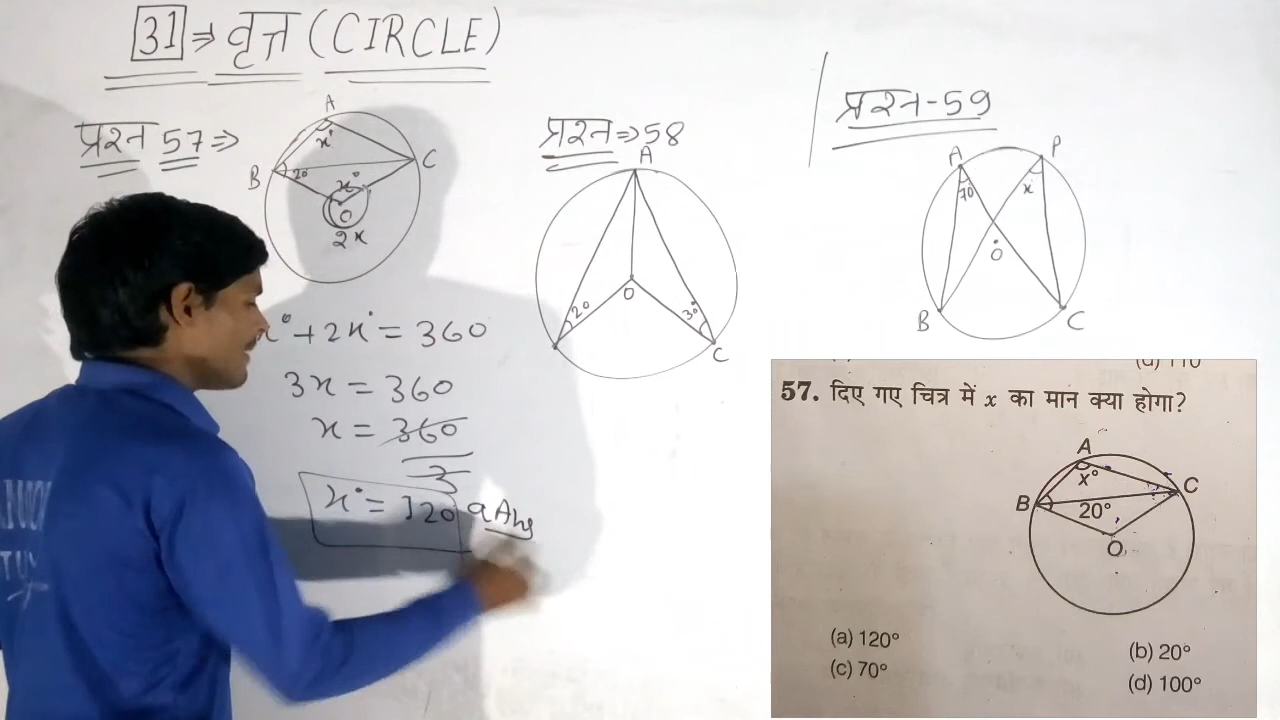 31 ⇒ वृत्त (CIRCLE)
प्रश्न 57 ⇒
A
x°
B
20
C
x°
O
2x
x° + 2x° = 360
3x = 360
x = 360
3
x° = 120 a Ans
प्रश्न ⇒ 58
A
O
20
30
C
प्रश्न - 59
A
P
70
x
O
B
C
(d) 110
57. दिए गए चित्र में x का मान क्या होगा?
A
x°
B
C
20°
O
(a) 120°
(b) 20°
(c) 70°
(d) 100°